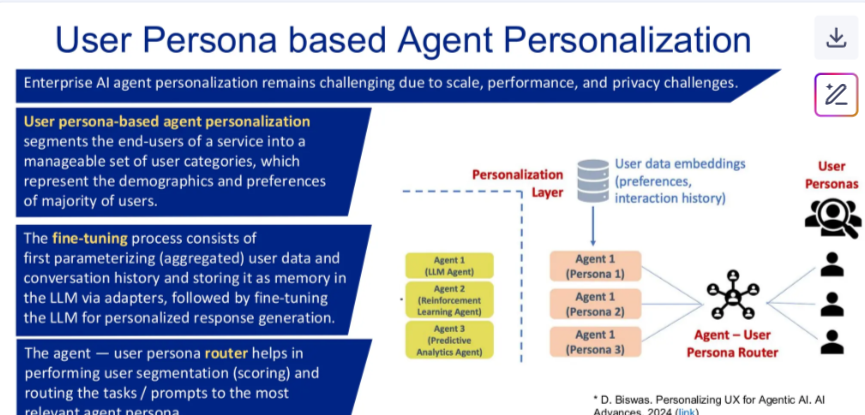 User Persona based Agent Personalization
Enterprise AI agent personalization remains challenging due to scale, performance, and privacy challenges.
User persona-based agent personalization
segments the end-users of a service into a
manageable set of user categories, which
represent the demographics and preferences
of majority of users.
The fine-tuning process consists of
first parameterizing (aggregated) user data and
conversation history and storing it as memory in
the LLM via adapters, followed by fine-tuning
the LLM for personalized response generation.
The agent — user persona router helps in
performing user segmentation (scoring) and
routing the tasks / prompts to the most
relevant agent persona
Personalization
Layer
User data embeddings
(preferences,
interaction history)
User
Personas
Agent 1
(LLM Agent)
Agent 2
(Reinforcement
Learning Agent)
Agent 3
(Predictive
Analytics Agent)
Agent 1
(Persona 1)
Agent 1
(Persona 2)
Agent 1
(Persona 3)
Agent – User
Persona Router
* D. Biswas. Personalizing UX for Agentic AI. AI
Advances, 2024 (link)